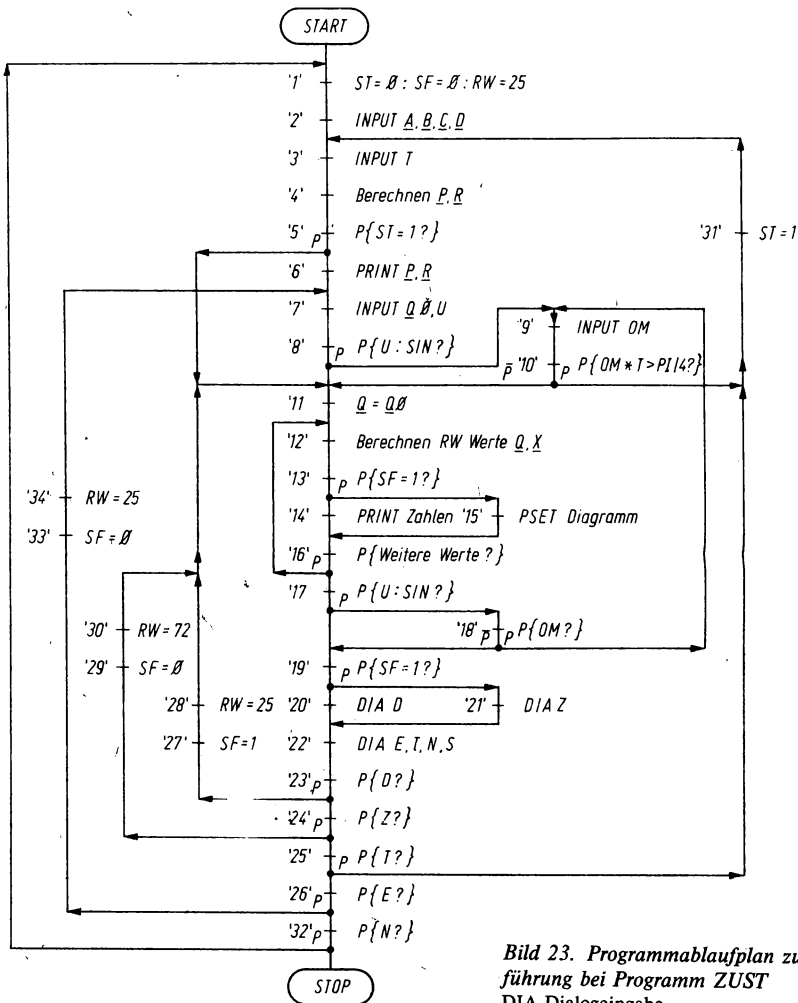 START
'1' ST=Ø : SF=Ø : RW=25
'2' INPUT A, B, C, D
'3' INPUT T
'4' Berechnen P, R
'5' P P{ST=1?}
'31' ST=1
'6' PRINT P, R
'7' INPUT QØ,U
'9' INPUT OM
'8' P P{U:SIN?}
P̅ '10' P P{OM*T>PI/4?}
'11 Q = QØ
'12' Berechnen RW Werte Q, X
'13' P P{SF=1?}
'34' RW=25
'14' PRINT Zahlen '15' PSET Diagramm
'33' SF=Ø
'16' P P{Weitere Werte?}
'17 P P{U:SIN?}
'30' RW=72
'18' P̅ P P{OM?}
'29' SF=Ø
'19' P P{SF=1?}
'28' RW=25 '20' DIA D '21' DIA Z
'27' SF=1 '22' DIA E,T,N,S
'23' P P{D?}
'24' P P{Z?}
'25' P P{T?}
'26' P P{E?}
'32' P P{N?}
STOP
Bild 23. Programmablaufplan zu
führung bei Programm ZUST
DIA Dialogeingabe